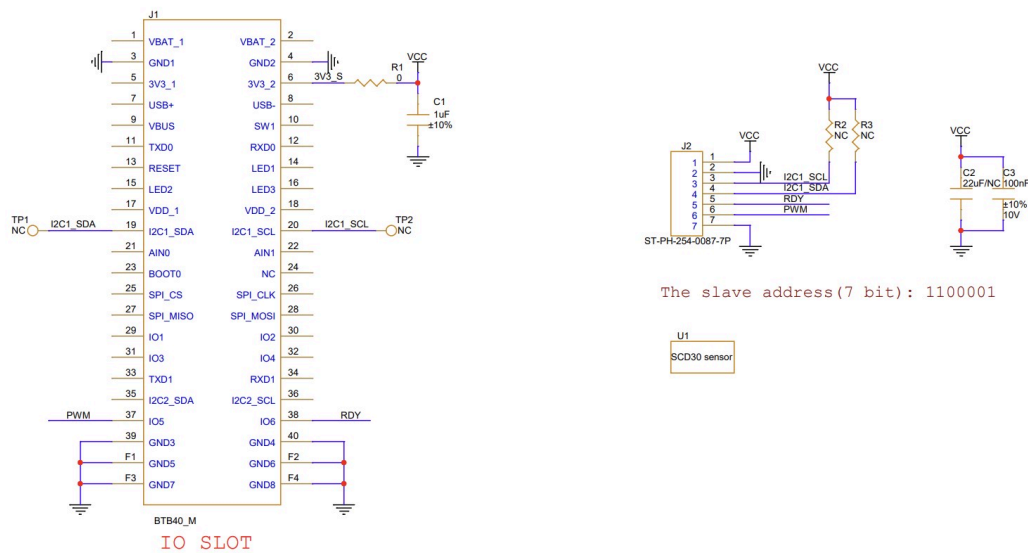 J1
1 VBAT_1 VBAT_2 2
3 GND1 GND2 4
5 3V3_1 3V3_2 6 3V3_S R1 0 VCC
7 USB+ USB- 8
9 VBUS SW1 10
C1 1uF ±10%
11 TXD0 RXD0 12
13 RESET LED1 14
15 LED2 LED3 16
17 VDD_1 VDD_2 18
TP1 NC I2C1_SDA 19 I2C1_SDA I2C1_SCL 20 I2C1_SCL TP2 NC
21 AIN0 AIN1 22
23 BOOT0 NC 24
25 SPI_CS SPI_CLK 26
27 SPI_MISO SPI_MOSI 28
29 IO1 IO2 30
31 IO3 IO4 32
33 TXD1 RXD1 34
35 I2C2_SDA I2C2_SCL 36
PWM 37 IO5 IO6 38 RDY
39 GND3 GND4 40
F1 GND5 GND6 F2
F3 GND7 GND8 F4
BTB40_M
IO SLOT
VCC
R2 NC
R3 NC
J2
VCC
1 1
2 2
3 3 I2C1_SCL
4 4 I2C1_SDA
5 5 RDY
6 6 PWM
7 7
ST-PH-254-0087-7P
VCC
C2
22uF/NC
C3
100nF
±10%
10V
The slave address(7 bit): 1100001
U1
SCD30 sensor